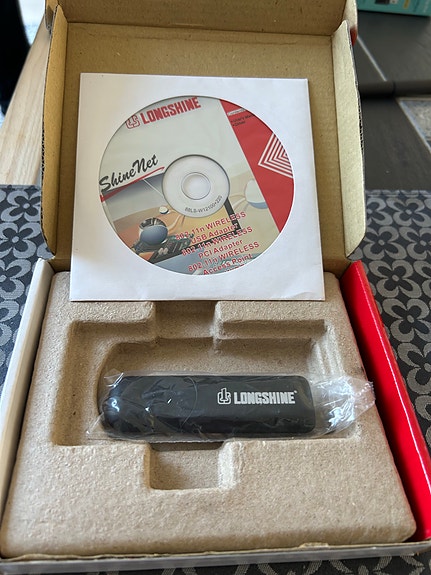 LONGSHINE
ShineNet
802.11n WIRELESS
USB Adapter
802.11n WIRELESS
PCI Adapter
802.11n WIRELESS
Access Point
LONGSHINE